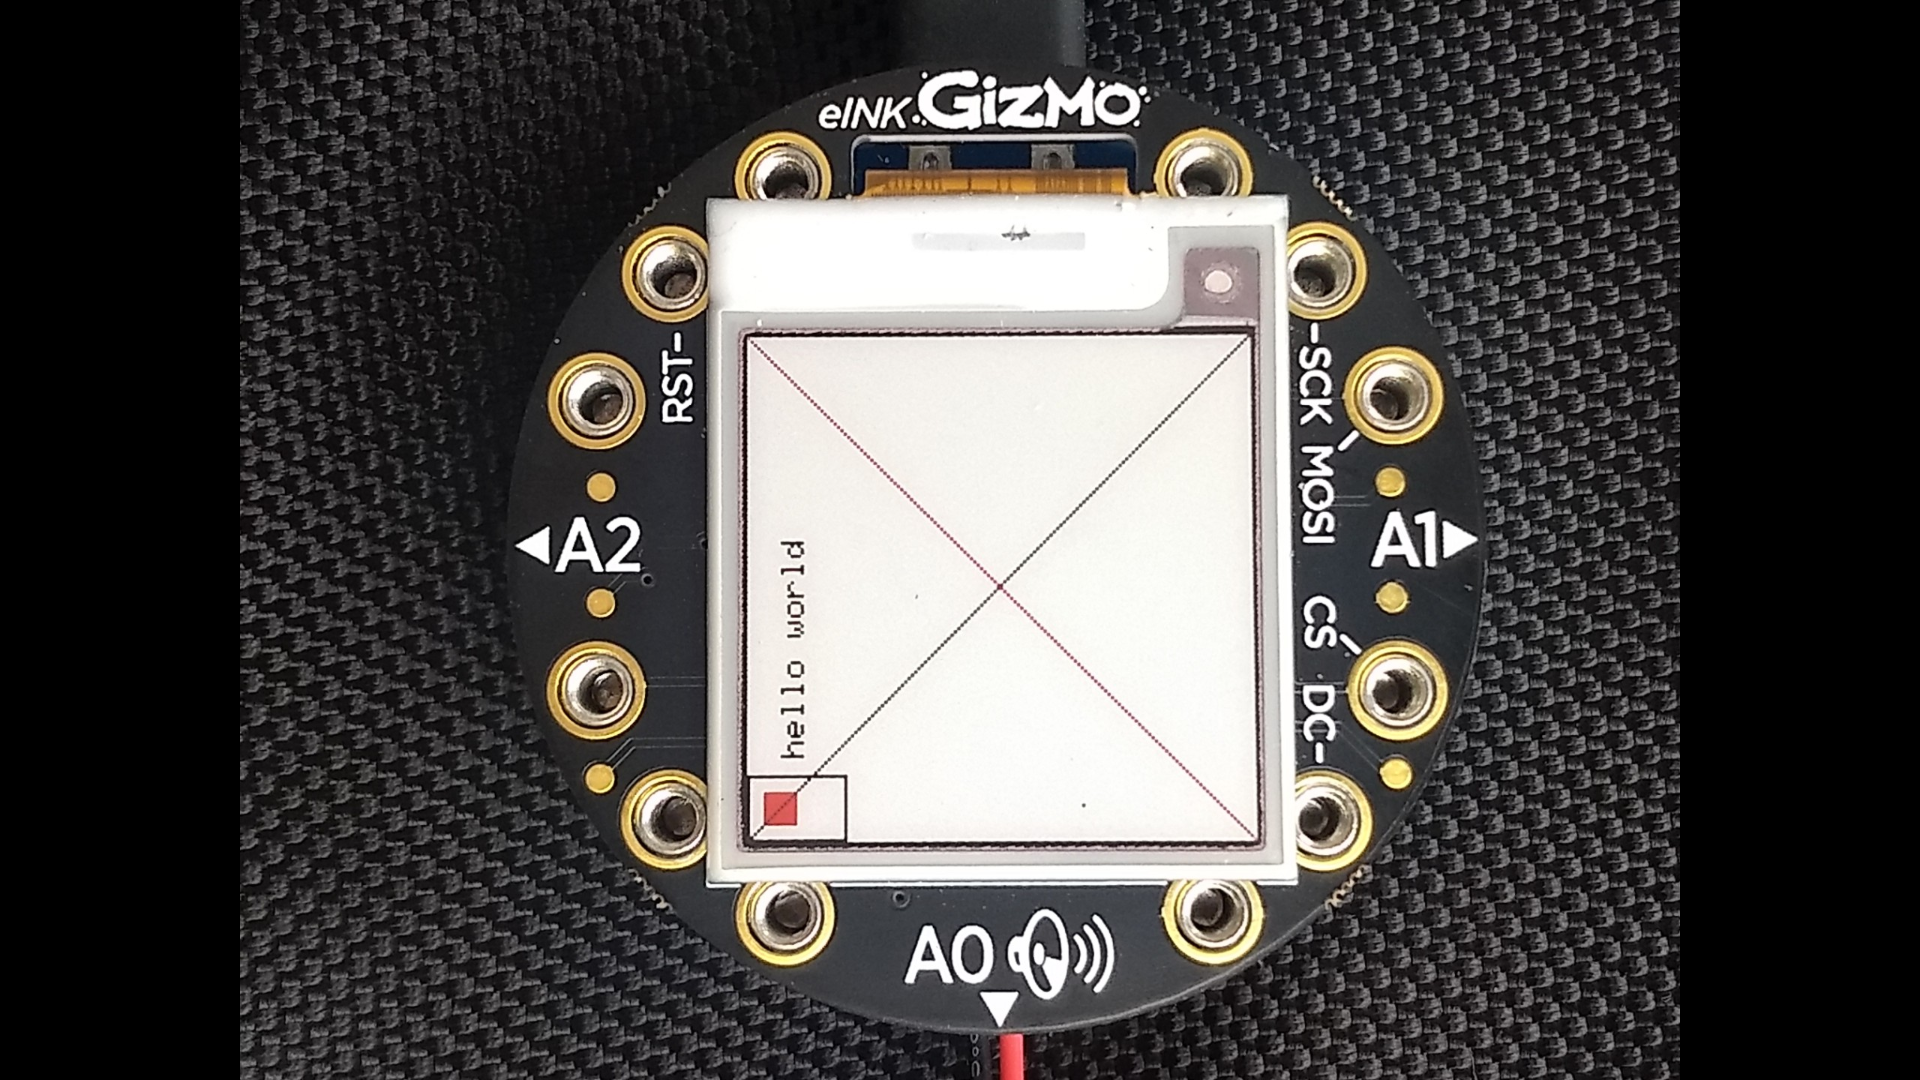 eINK GiZMO
RST-
-SCK
MOSI
◀A2
A1▶
hello world
CS
DC-
A0